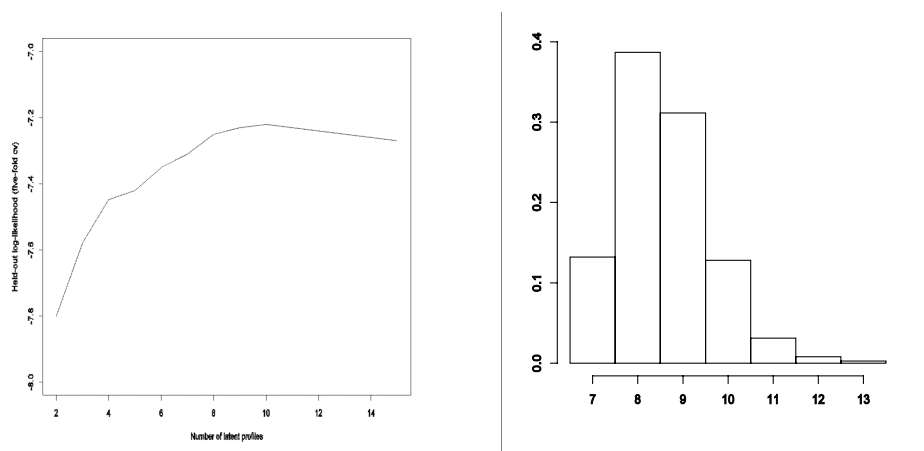 Held-out log-likelihood (five-fold cv)
-7.0
-7.2
-7.4
-7.6
-7.8
-8.0
2 4 6 8 10 12 14
Number of latent profiles
0.4
0.3
0.2
0.1
0.0
7 8 9 10 11 12 13